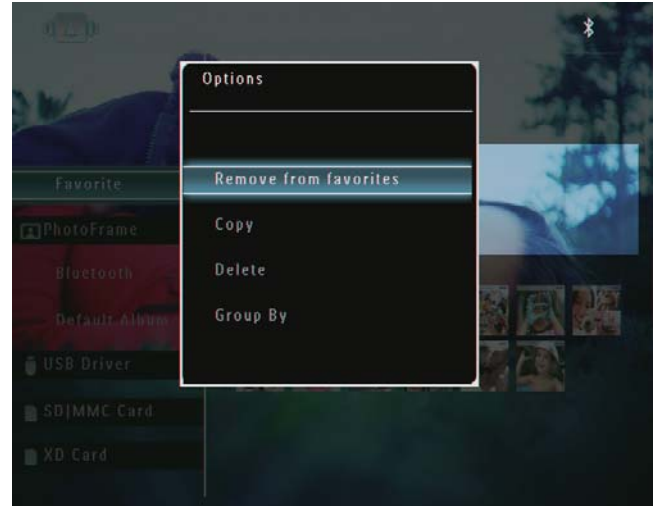 Options
Remove from favorites
Copy
Delete
Group By
Favorite
PhotoFrame
Bluetooth
Default Album
USB Driver
SD|MMC Card
XD Card